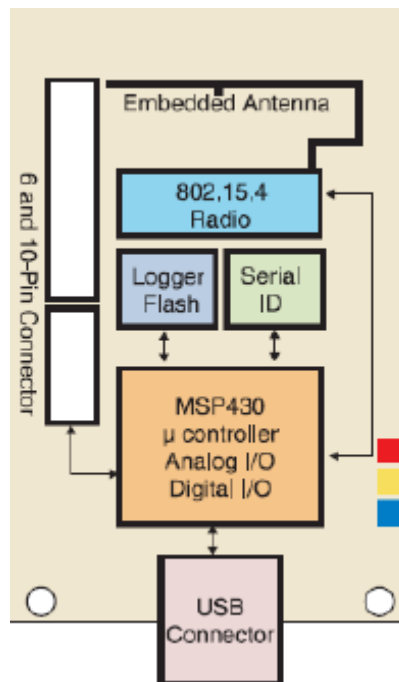 Embedded Antenna
802.15.4
Radio
6 and 10-Pin Connector
Logger
Flash
Serial
ID
MSP430
µ controller
Analog I/O
Digital I/O
USB
Connector